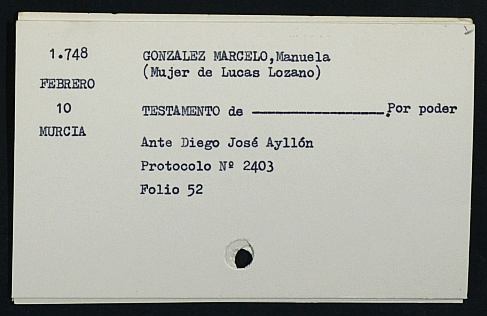 1.748
FEBRERO
10
MURCIA
GONZALEZ MARCELO,Manuela
(Mujer de Lucas Lozano)
TESTAMENTO de ——————————.Por poder
Ante Diego José Ayllón
Protocolo Nº 2403
Folio 52